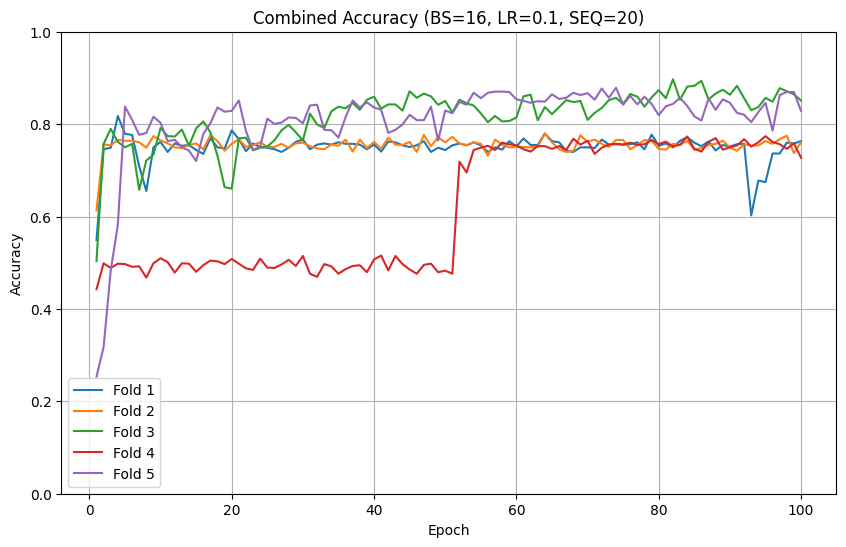 Combined Accuracy (BS=16, LR=0.1, SEQ=20)
1.0
0.8
0.6
0.4
0.2
0.0
Accuracy
Fold 1
Fold 2
Fold 3
Fold 4
Fold 5
0 20 40 60 80 100
Epoch